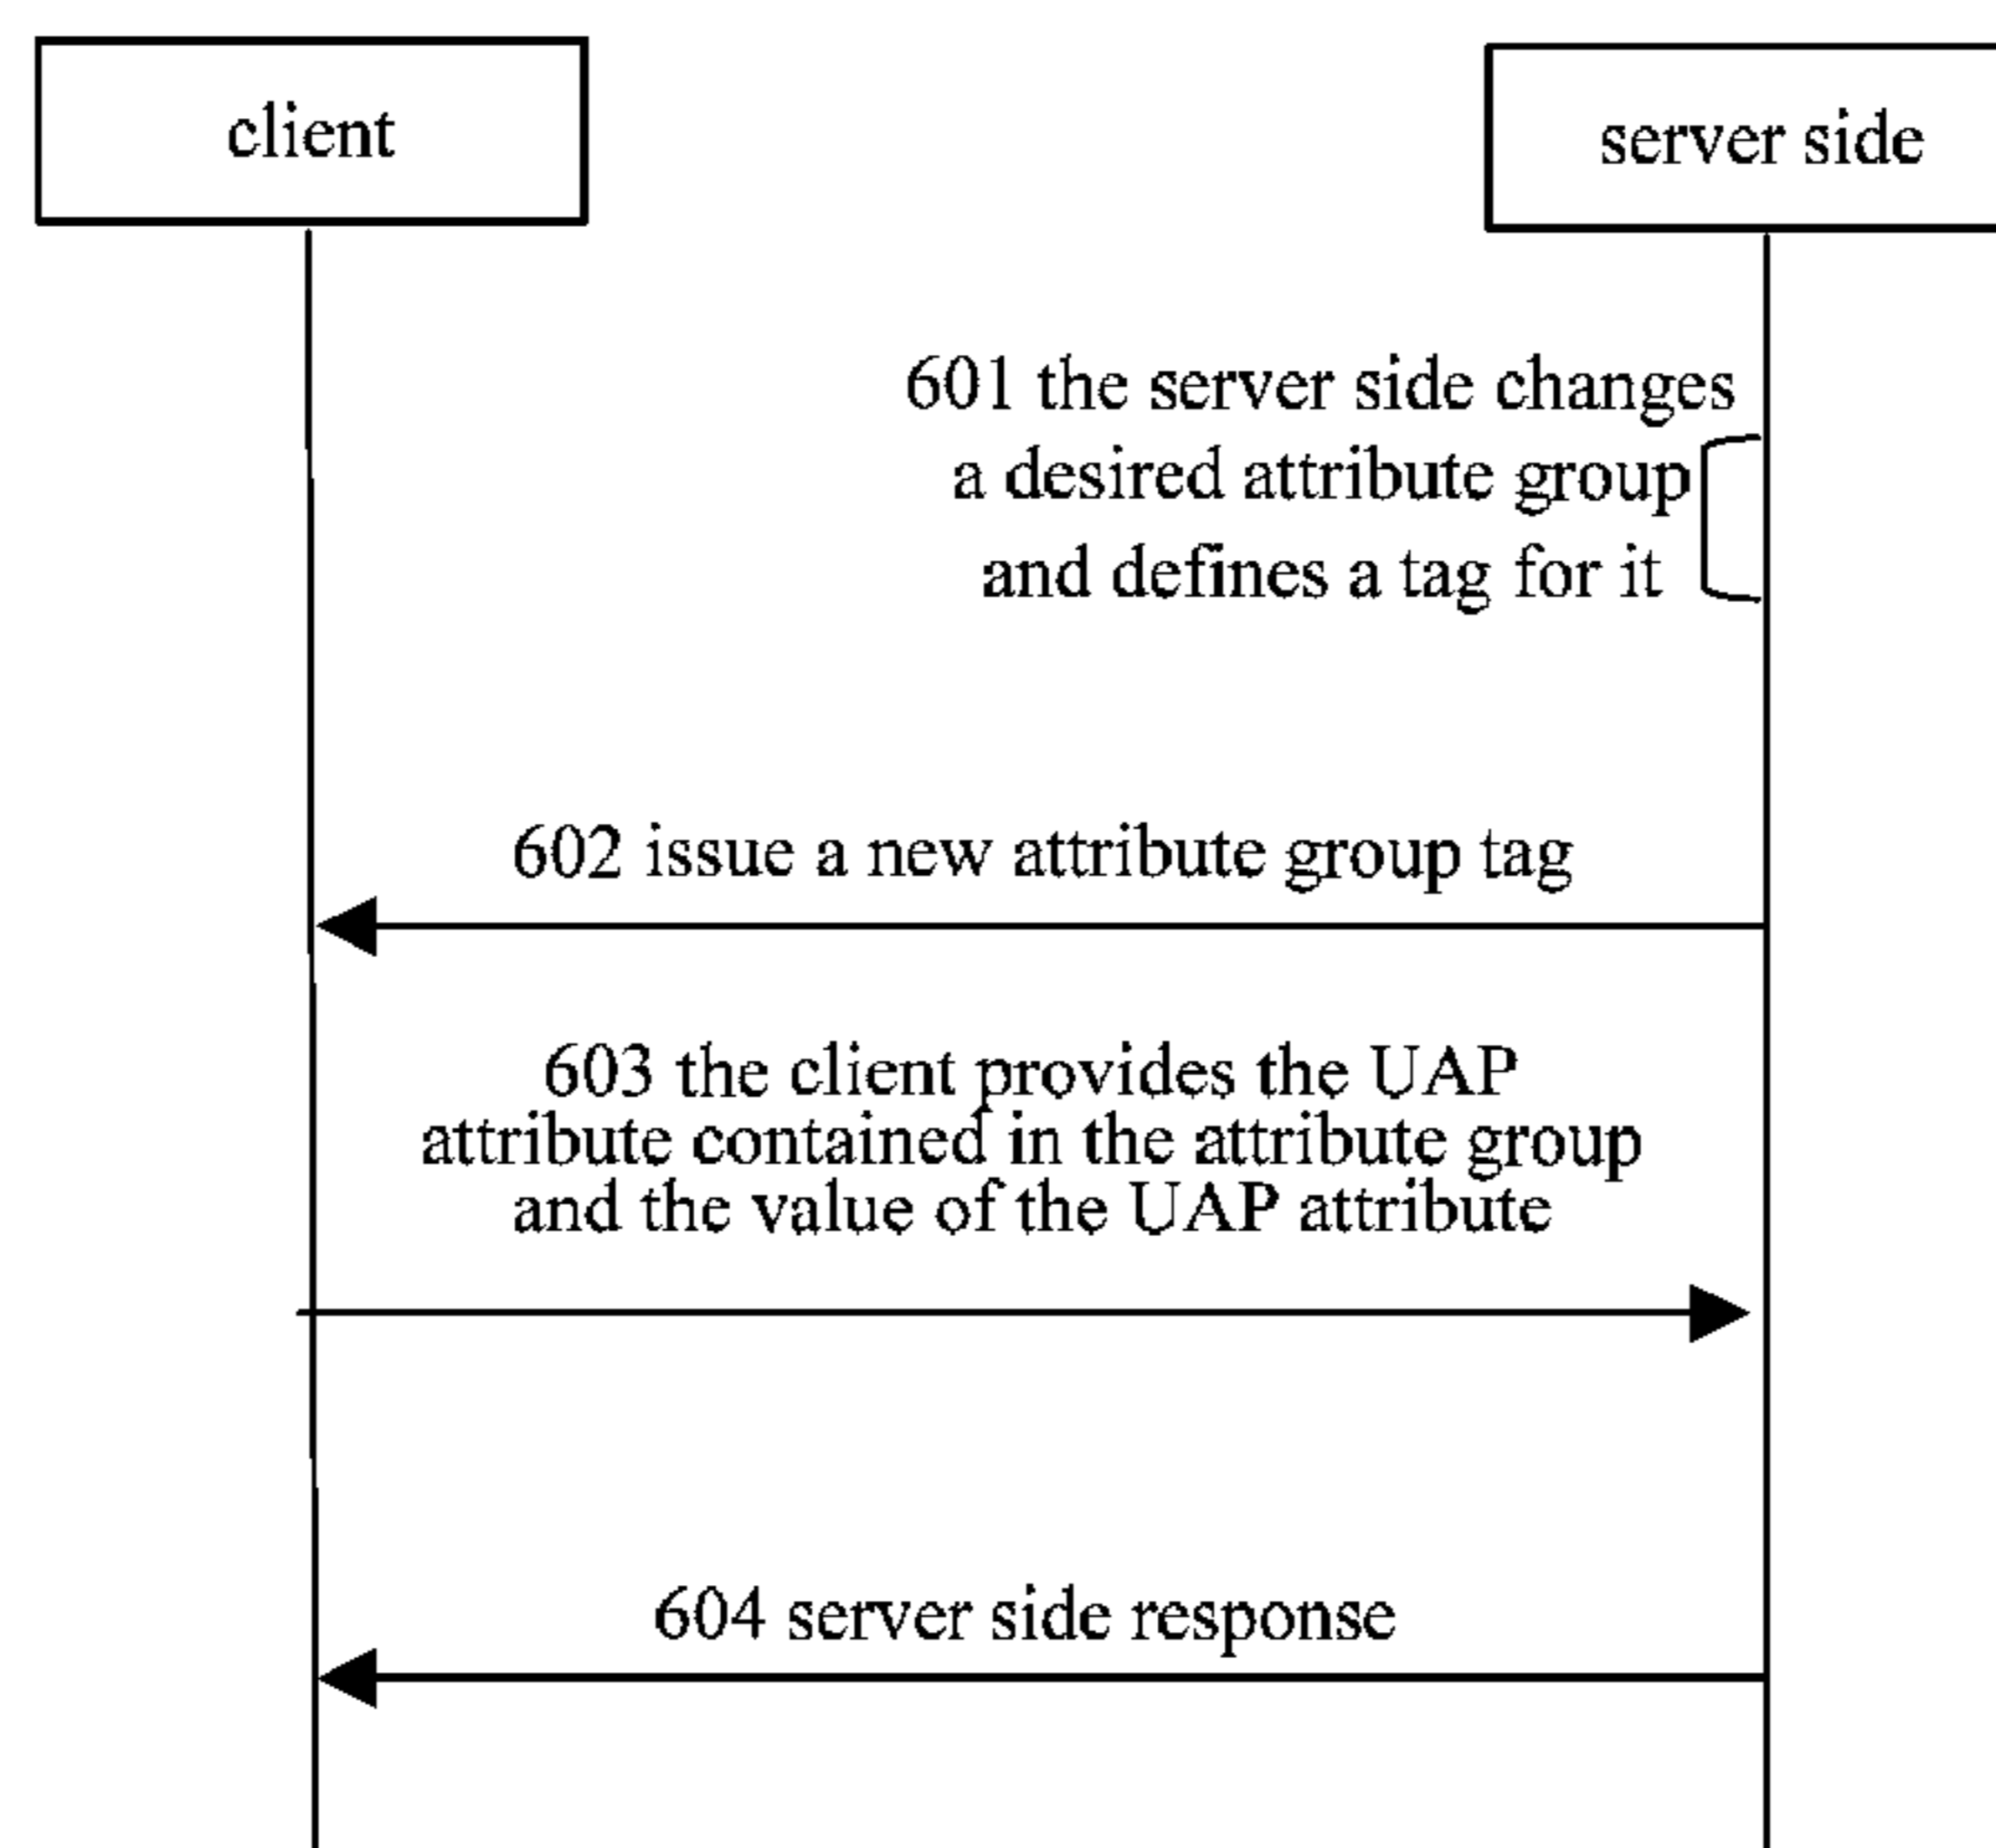 client
server side
601 the server side changes
a desired attribute group
and defines a tag for it
602 issue a new attribute group tag
603 the client provides the UAP
attribute contained in the attribute group
and the value of the UAP attribute
604 server side response